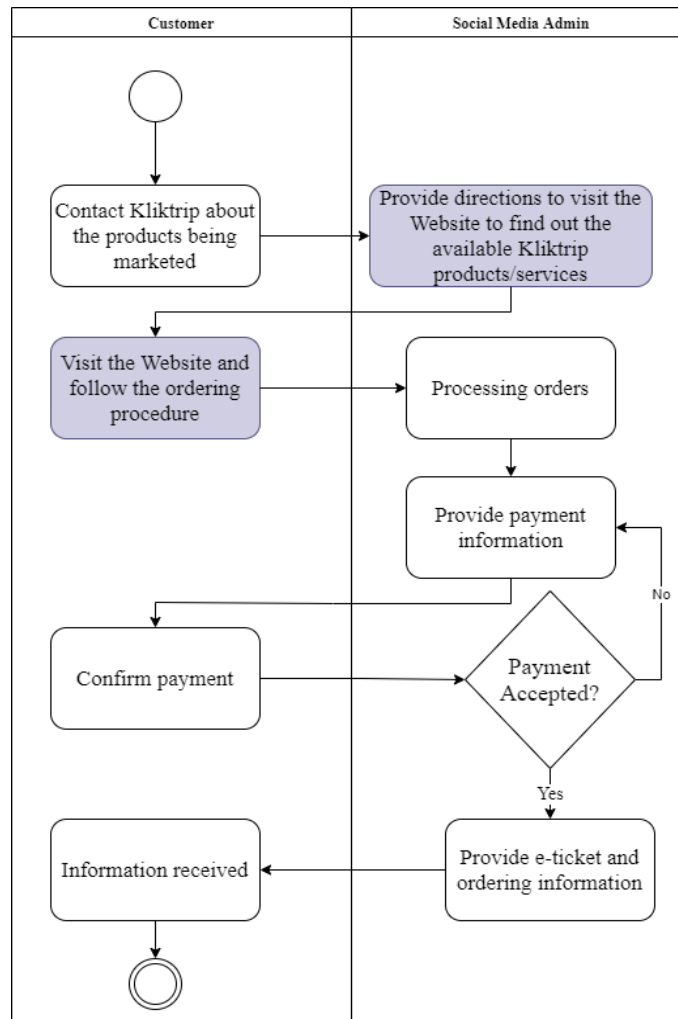 Customer
Social Media Admin
Contact Kliktrip about
the products being
marketed
Provide directions to visit the
Website to find out the
available Kliktrip
products/services
Visit the Website and
follow the ordering
procedure
Processing orders
Provide payment
information
No
Confirm payment
Payment
Accepted?
Yes
Information received
Provide e-ticket and
ordering information